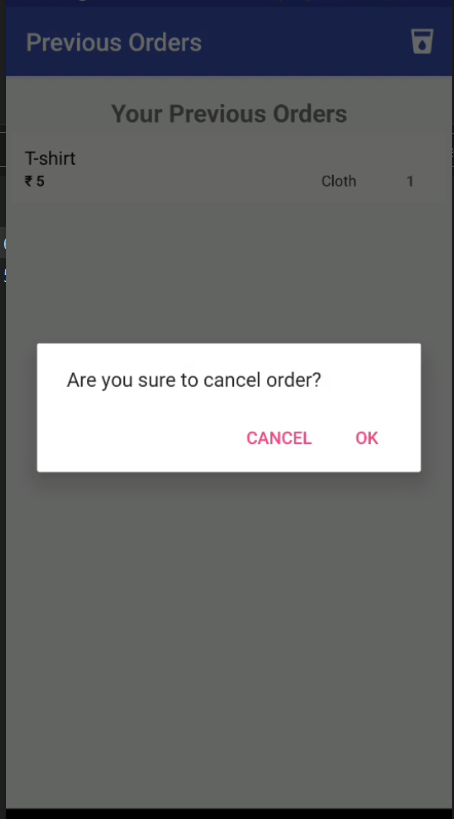 Previous Orders
Your Previous Orders
T-shirt
₹ 5 Cloth 1
Are you sure to cancel order?
CANCEL OK